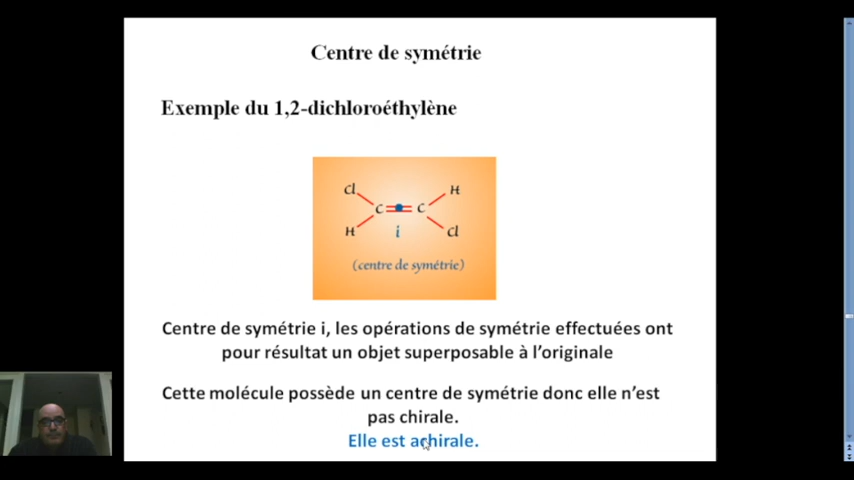 Centre de symétrie
Exemple du 1,2-dichloroéthylène
Cl H
C C
H i Cl
(centre de symétrie)
Centre de symétrie i, les opérations de symétrie effectuées ont
pour résultat un objet superposable à l'originale
Cette molécule possède un centre de symétrie donc elle n'est
pas chirale.
Elle est achirale.